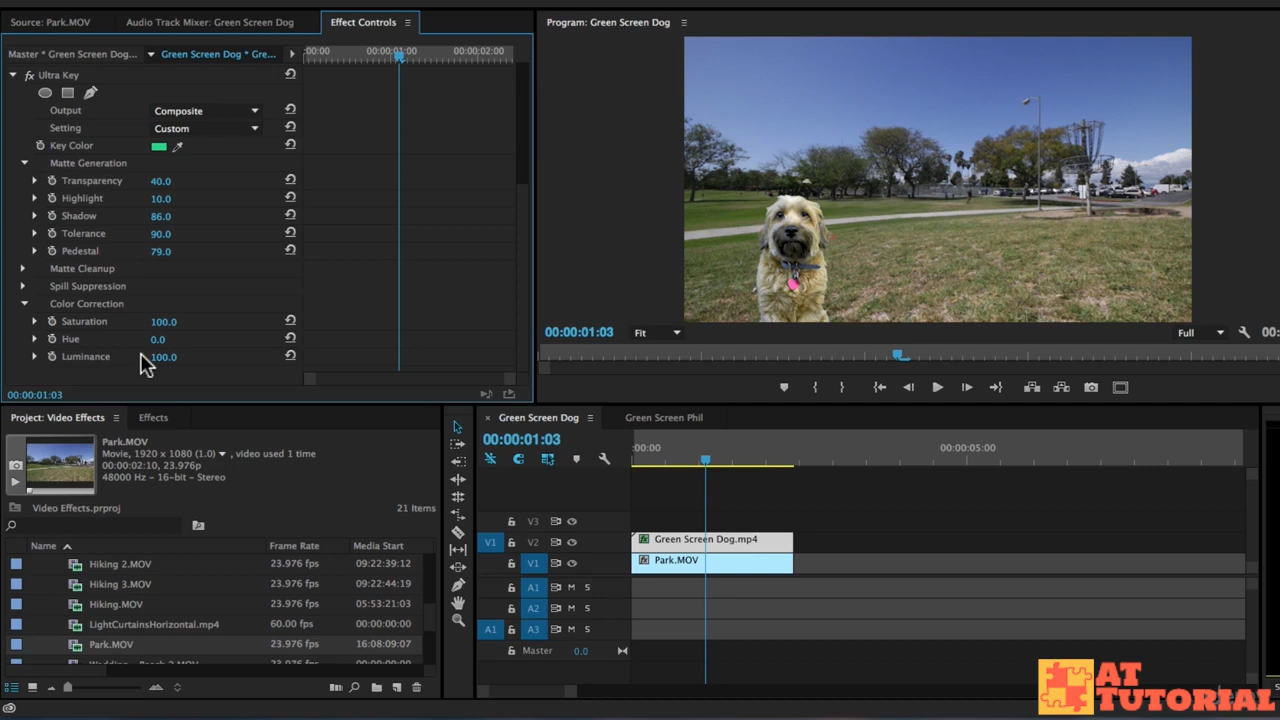 Source: Park.MOV
Audio Track Mixer: Green Screen Dog
Effect Controls
Master * Green Screen Dog...
Green Screen Dog * Gre...
:00:00
00:00:01:00
00:00:02:00
fx Ultra Key
Output Composite
Setting Custom
Key Color
Matte Generation
Transparency 40.0
Highlight 10.0
Shadow 86.0
Tolerance 90.0
Pedestal 79.0
Matte Cleanup
Spill Suppression
Color Correction
Saturation 100.0
Hue 0.0
Luminance 100.0
00:00:01:03
Program: Green Screen Dog
00:00:01:03
Fit
Full
00:
Project: Video Effects
Effects
Park.MOV
Movie, 1920 x 1080 (1.0) , video used 1 time
00:00:02:10, 23.976p
48000 Hz - 16-bit - Stereo
Video Effects.prproj
21 Items
Name Frame Rate Media Start
Hiking 2.MOV 23.976 fps 09:22:39:12
Hiking 3.MOV 23.976 fps 09:22:44:19
Hiking.MOV 23.976 fps 05:53:21:03
LightCurtainsHorizontal.mp4 60.00 fps 00:00:00:00
Park.MOV 23.976 fps 16:08:09:07
× Green Screen Dog
Green Screen Phil
00:00:01:03
:00:00
00:00:05:00
V3
V1 V2 fx Green Screen Dog.mp4
V1 fx Park.MOV
A1 M S
A2 M S
A1 A3 M S
Master 0.0
AT
TUTORIAL